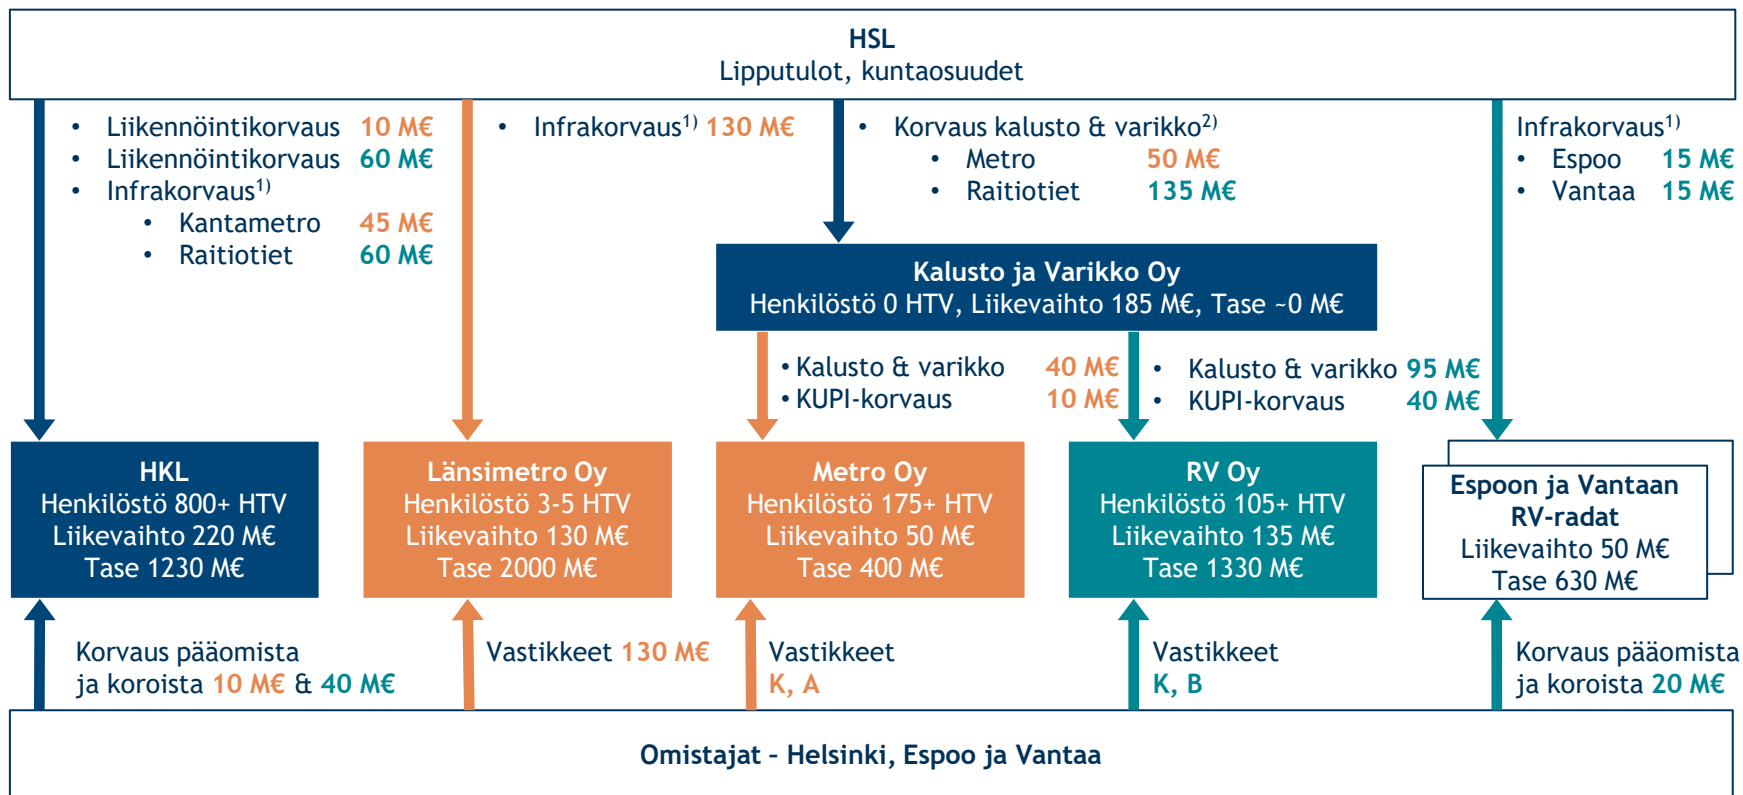 HSL
Lipputulot, kuntaosuudet
• Liikennöintikorvaus 10 M€
• Liikennöintikorvaus 60 M€
• Infrakorvaus1)
• Kantametro 45 M€
• Raitiotiet 60 M€
• Infrakorvaus1) 130 M€
• Korvaus kalusto & varikko2)
• Metro 50 M€
• Raitiotiet 135 M€
Infrakorvaus1)
• Espoo 15 M€
• Vantaa 15 M€
Kalusto ja Varikko Oy
Henkilöstö 0 HTV, Liikevaihto 185 M€, Tase ~0 M€
• Kalusto & varikko 40 M€
• KUPI-korvaus 10 M€
• Kalusto & varikko 95 M€
• KUPI-korvaus 40 M€
HKL
Henkilöstö 800+ HTV
Liikevaihto 220 M€
Tase 1230 M€
Länsimetro Oy
Henkilöstö 3-5 HTV
Liikevaihto 130 M€
Tase 2000 M€
Metro Oy
Henkilöstö 175+ HTV
Liikevaihto 50 M€
Tase 400 M€
RV Oy
Henkilöstö 105+ HTV
Liikevaihto 135 M€
Tase 1330 M€
Espoon ja Vantaan
RV-radat
Liikevaihto 50 M€
Tase 630 M€
Korvaus pääomista
ja koroista 10 M€ & 40 M€
Vastikkeet 130 M€
Vastikkeet
K, A
Vastikkeet
K, B
Korvaus pääomista
ja koroista 20 M€
Omistajat – Helsinki, Espoo ja Vantaa